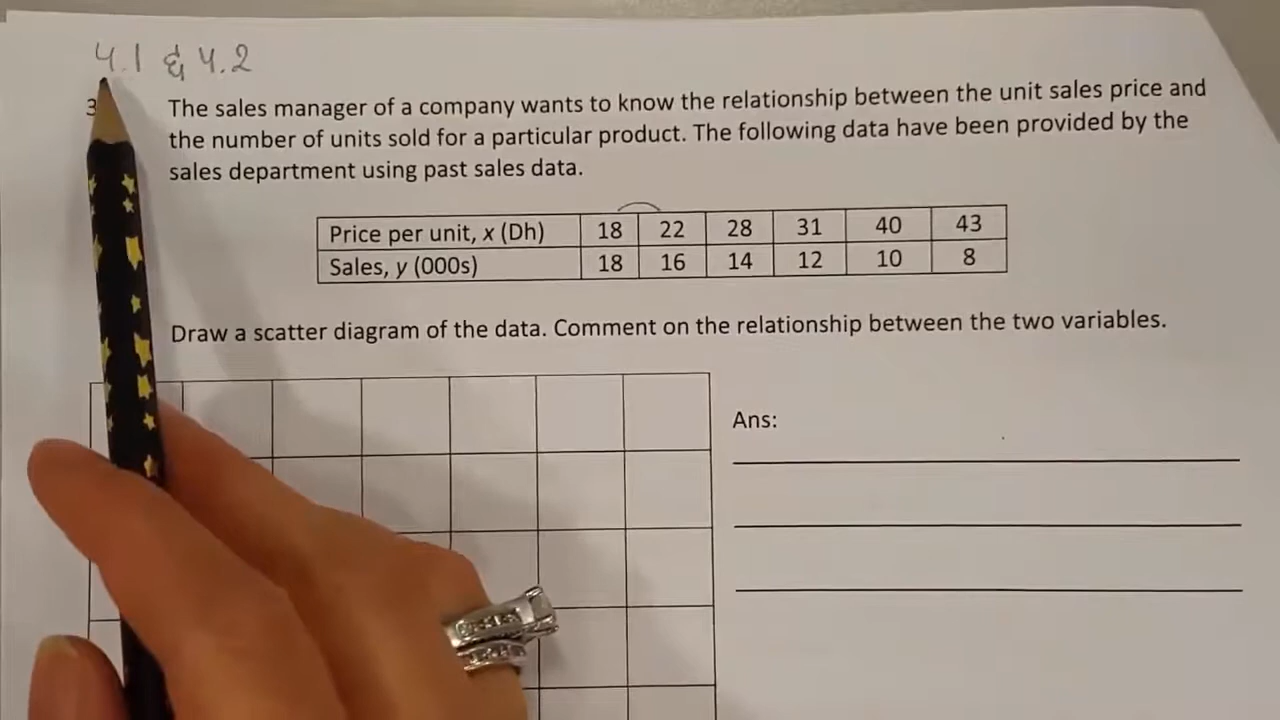 4.1 & 4.2
3
The sales manager of a company wants to know the relationship between the unit sales price and
the number of units sold for a particular product. The following data have been provided by the
sales department using past sales data.
Price per unit, x (Dh) 18 22 28 31 40 43
Sales, y (000s) 18 16 14 12 10 8
Draw a scatter diagram of the data. Comment on the relationship between the two variables.
Ans: